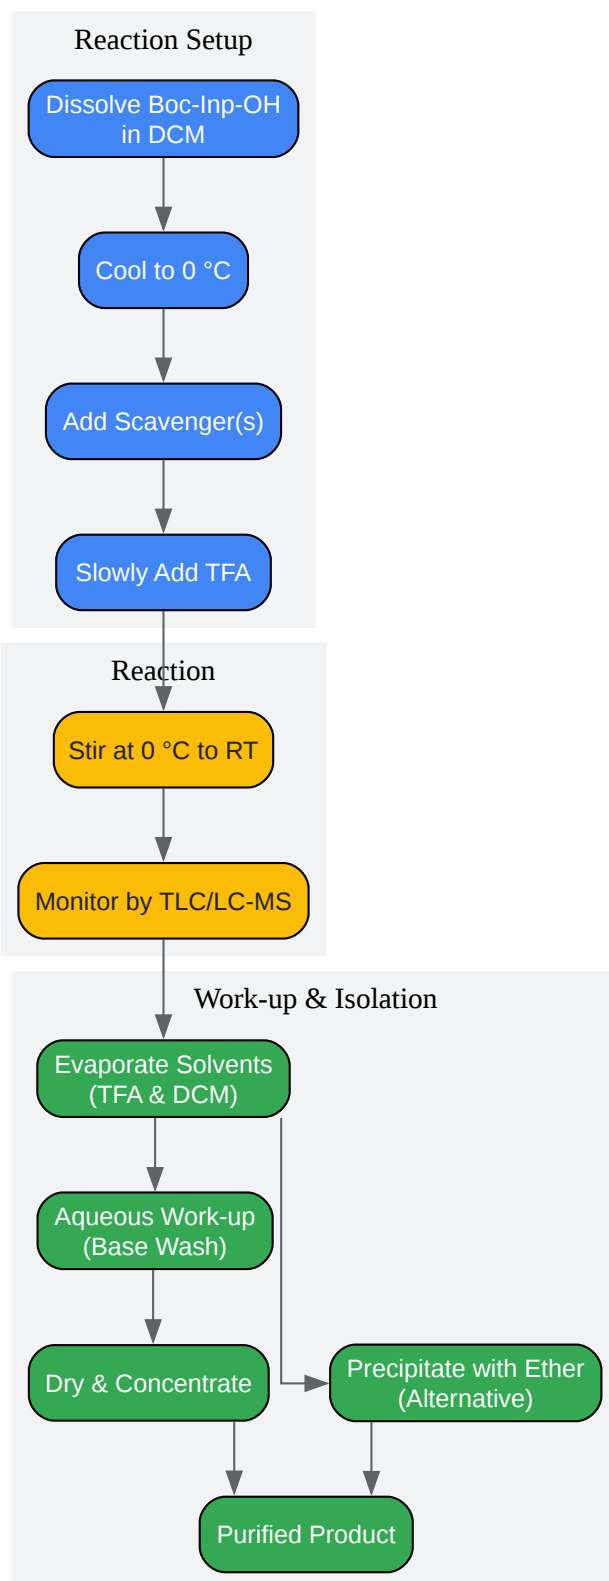 Reaction Setup
Dissolve Boc-Inp-OH
in DCM
Cool to 0 °C
Add Scavenger(s)
Slowly Add TFA
Reaction
Stir at 0 °C to RT
Monitor by TLC/LC-MS
Work-up & Isolation
Evaporate Solvents
(TFA & DCM)
Aqueous Work-up
(Base Wash)
Dry & Concentrate
Precipitate with Ether
(Alternative)
Purified Product